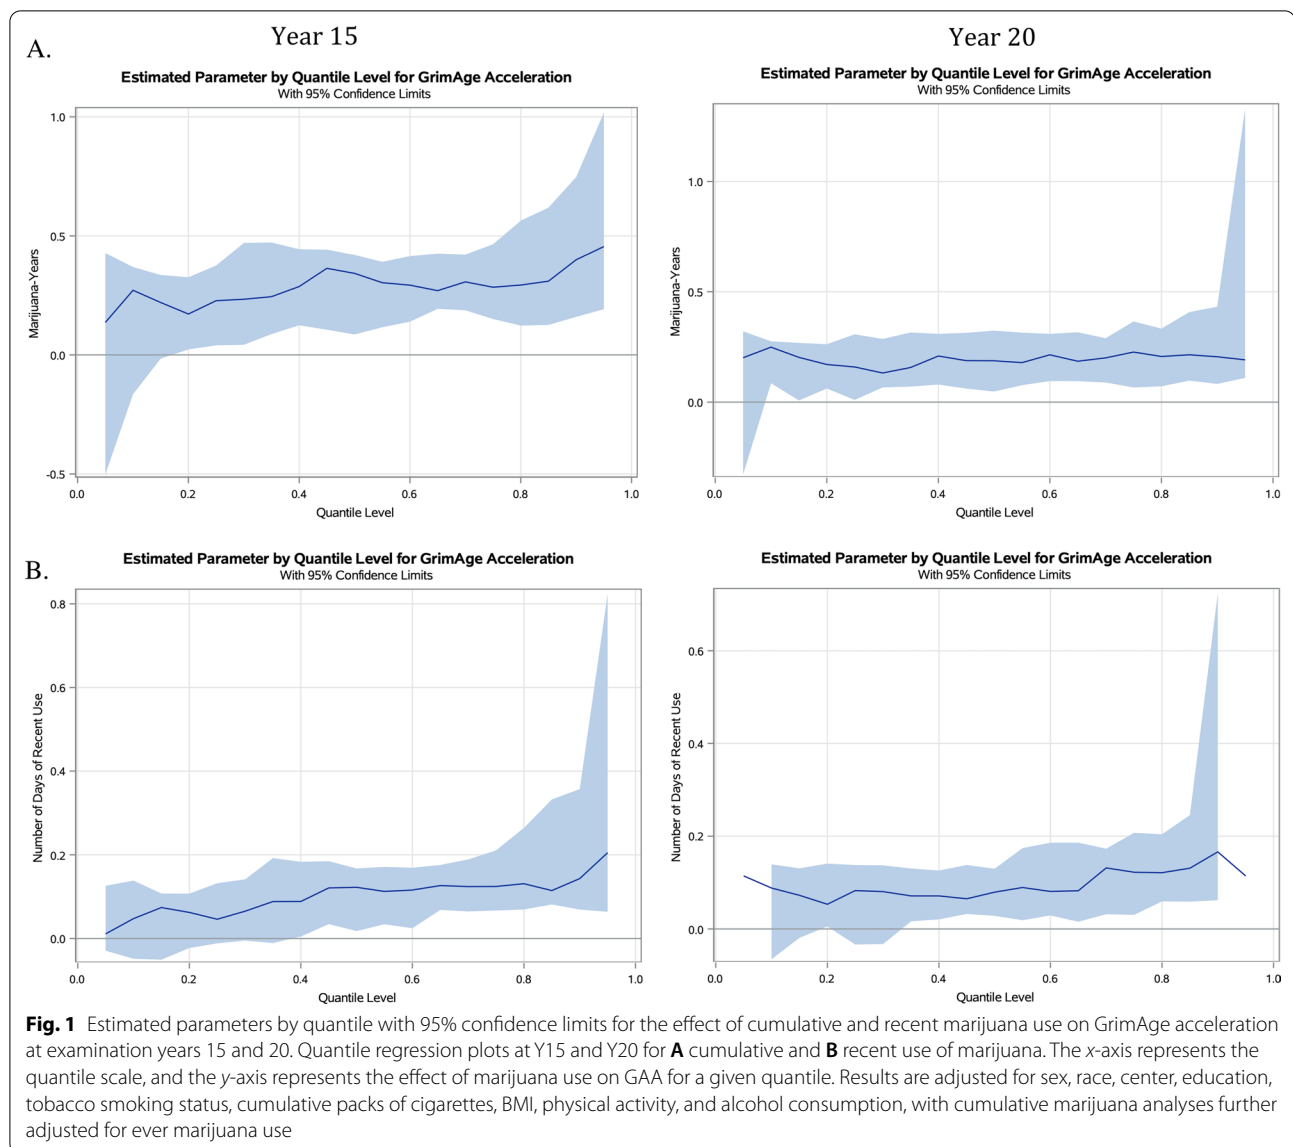 A.
Year 15
Year 20
Estimated Parameter by Quantile Level for GrimAge Acceleration
With 95% Confidence Limits
1.0
0.5
0.0
-0.5
Marijuana-Years
0.0
0.2
0.4
0.6
0.8
1.0
Quantile Level
Estimated Parameter by Quantile Level for GrimAge Acceleration
With 95% Confidence Limits
1.0
0.5
0.0
Marijuana-Years
0.0
0.2
0.4
0.6
0.8
1.0
Quantile Level
B.
Estimated Parameter by Quantile Level for GrimAge Acceleration
With 95% Confidence Limits
0.8
0.6
0.4
0.2
0.0
Number of Days of Recent Use
0.0
0.2
0.4
0.6
0.8
1.0
Quantile Level
Estimated Parameter by Quantile Level for GrimAge Acceleration
With 95% Confidence Limits
0.6
0.4
0.2
0.0
Number of Days of Recent Use
0.0
0.2
0.4
0.6
0.8
1.0
Quantile Level
Fig. 1 Estimated parameters by quantile with 95% confidence limits for the effect of cumulative and recent marijuana use on GrimAge acceleration
at examination years 15 and 20. Quantile regression plots at Y15 and Y20 for A cumulative and B recent use of marijuana. The x-axis represents the
quantile scale, and the y-axis represents the effect of marijuana use on GAA for a given quantile. Results are adjusted for sex, race, center, education,
tobacco smoking status, cumulative packs of cigarettes, BMI, physical activity, and alcohol consumption, with cumulative marijuana analyses further
adjusted for ever marijuana use